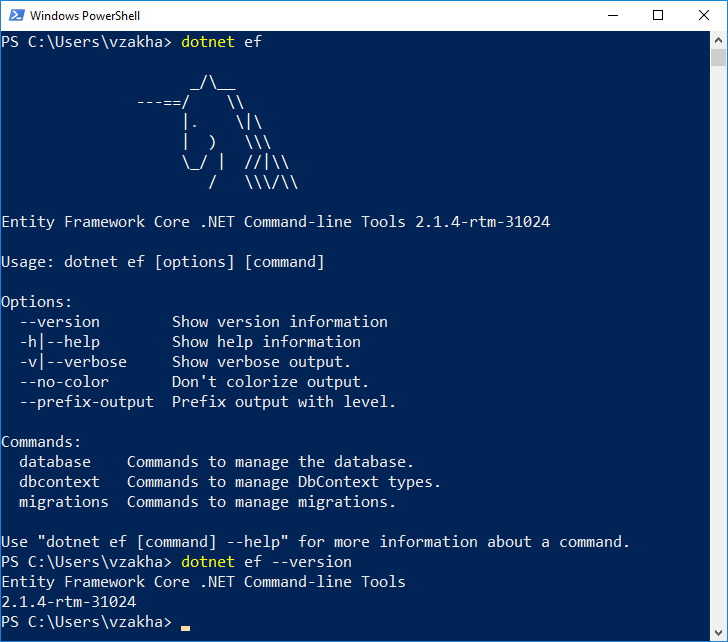 Windows PowerShell
PS C:\Users\vzakha> dotnet ef
                     _/\__
               ---==/    \\
                    |.    \|\
                    |  )   \\\
                    \_/ |  //|\\
                       /   \\\/\\
Entity Framework Core .NET Command-line Tools 2.1.4-rtm-31024
Usage: dotnet ef [options] [command]
Options:
  --version        Show version information
  -h|--help        Show help information
  -v|--verbose     Show verbose output.
  --no-color       Don't colorize output.
  --prefix-output  Prefix output with level.
Commands:
  database    Commands to manage the database.
  dbcontext   Commands to manage DbContext types.
  migrations  Commands to manage migrations.
Use "dotnet ef [command] --help" for more information about a command.
PS C:\Users\vzakha> dotnet ef --version
Entity Framework Core .NET Command-line Tools
2.1.4-rtm-31024
PS C:\Users\vzakha>